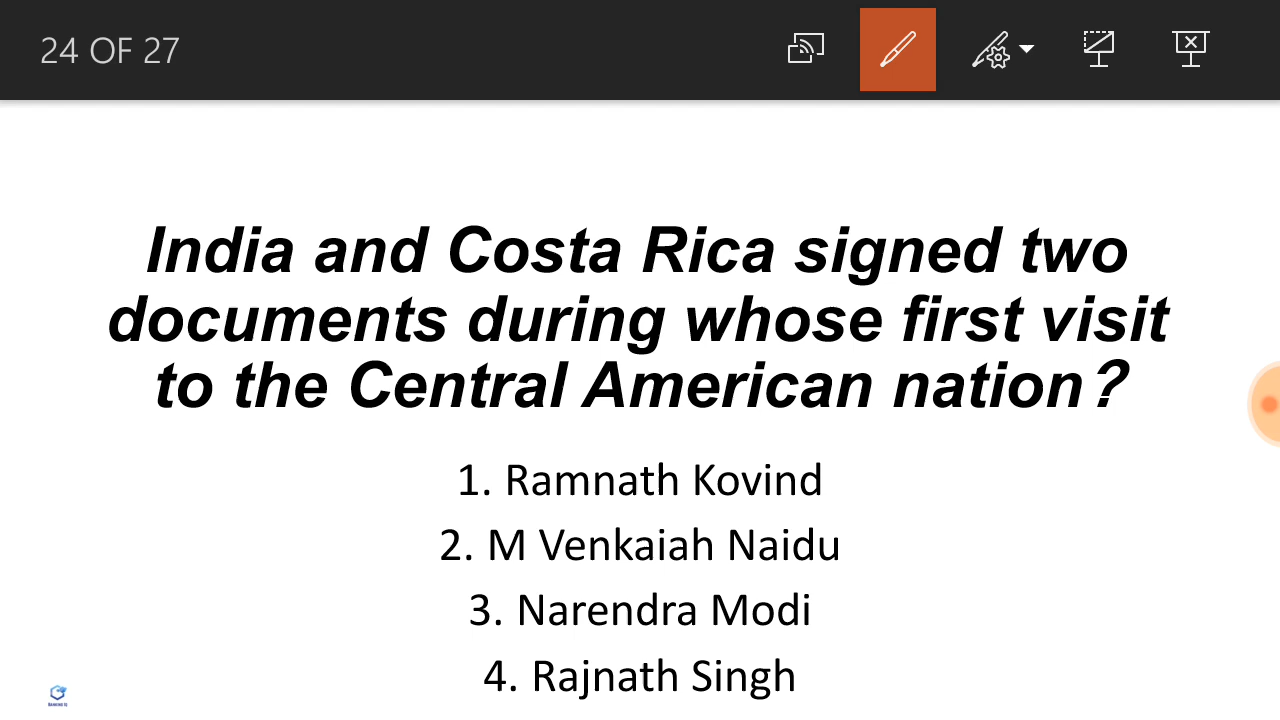 24 OF 27
India and Costa Rica signed two
documents during whose first visit
to the Central American nation?
1. Ramnath Kovind
2. M Venkaiah Naidu
3. Narendra Modi
4. Rajnath Singh